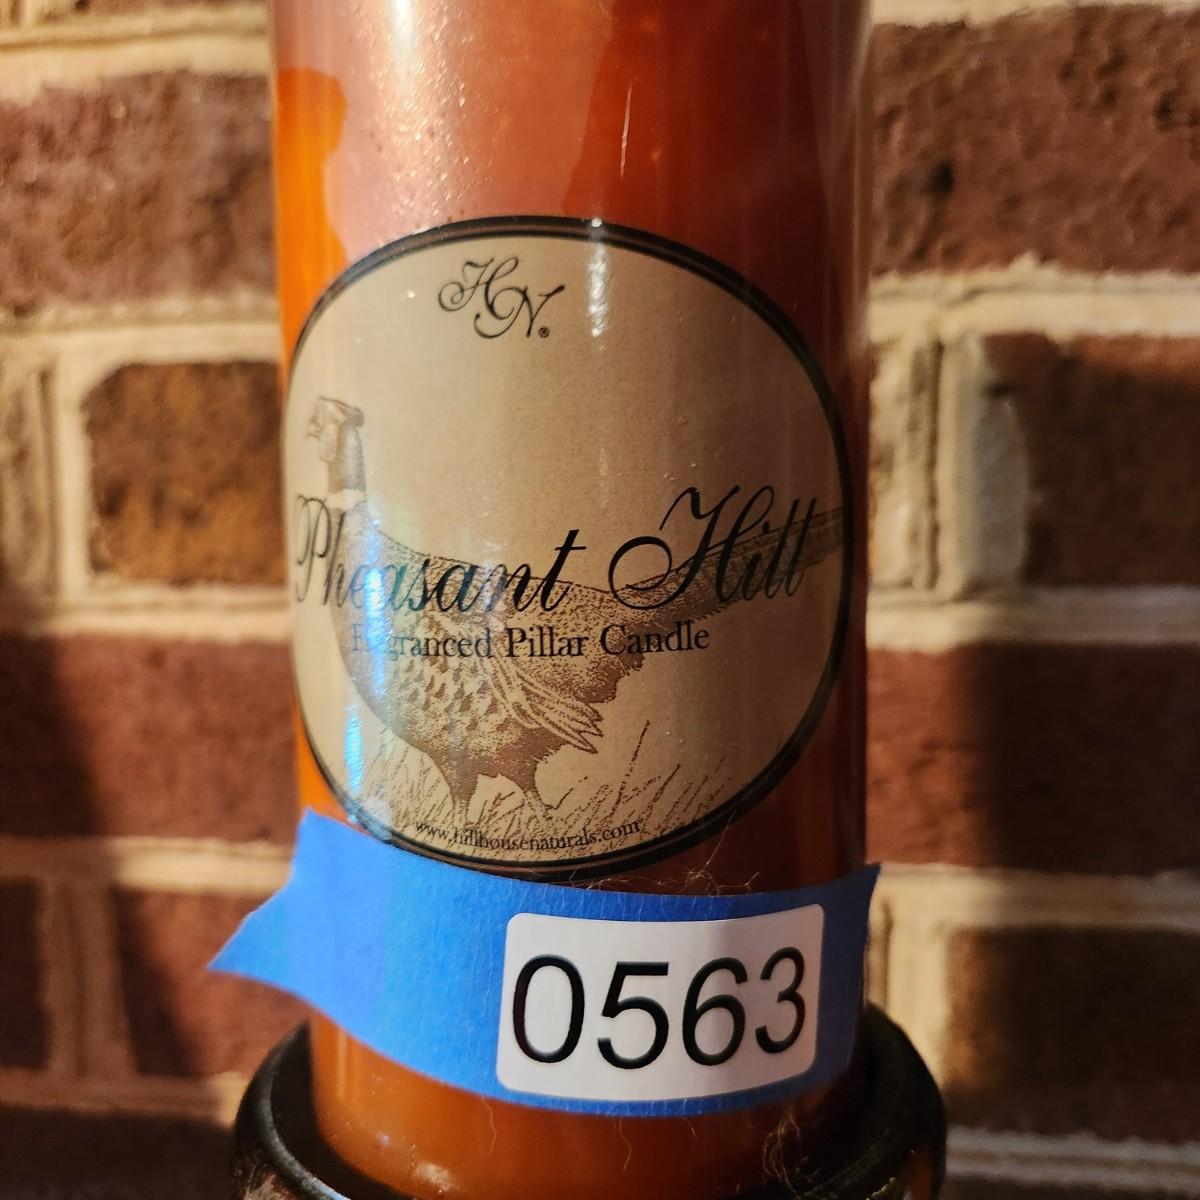 HN®
Pheasant Hill
Fragranced Pillar Candle
www.hillhousenaturals.com
0563